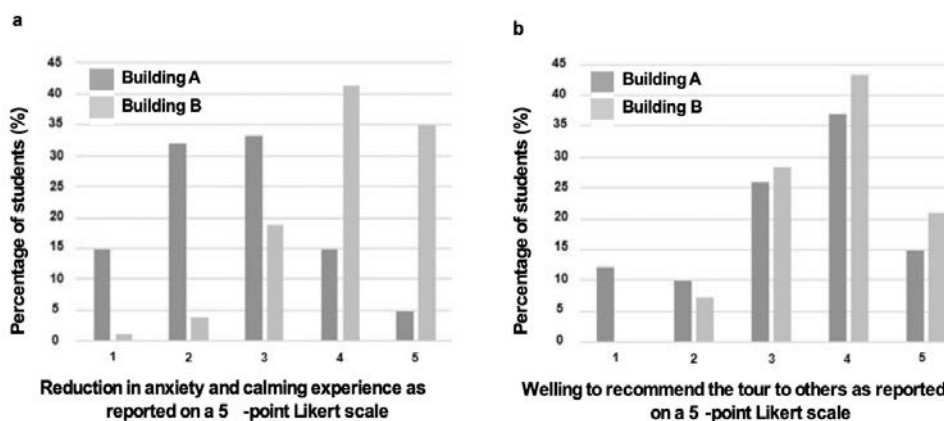 a
45
40
35
30
25
20
15
10
5
0
Percentage of students (%)
Building A
Building B
1 2 3 4 5
Reduction in anxiety and calming experience as
reported on a 5 -point Likert scale
b
45
40
35
30
25
20
15
10
5
0
Percentage of students (%)
Building A
Building B
1 2 3 4 5
Welling to recommend the tour to others as reported
on a 5 -point Likert scale